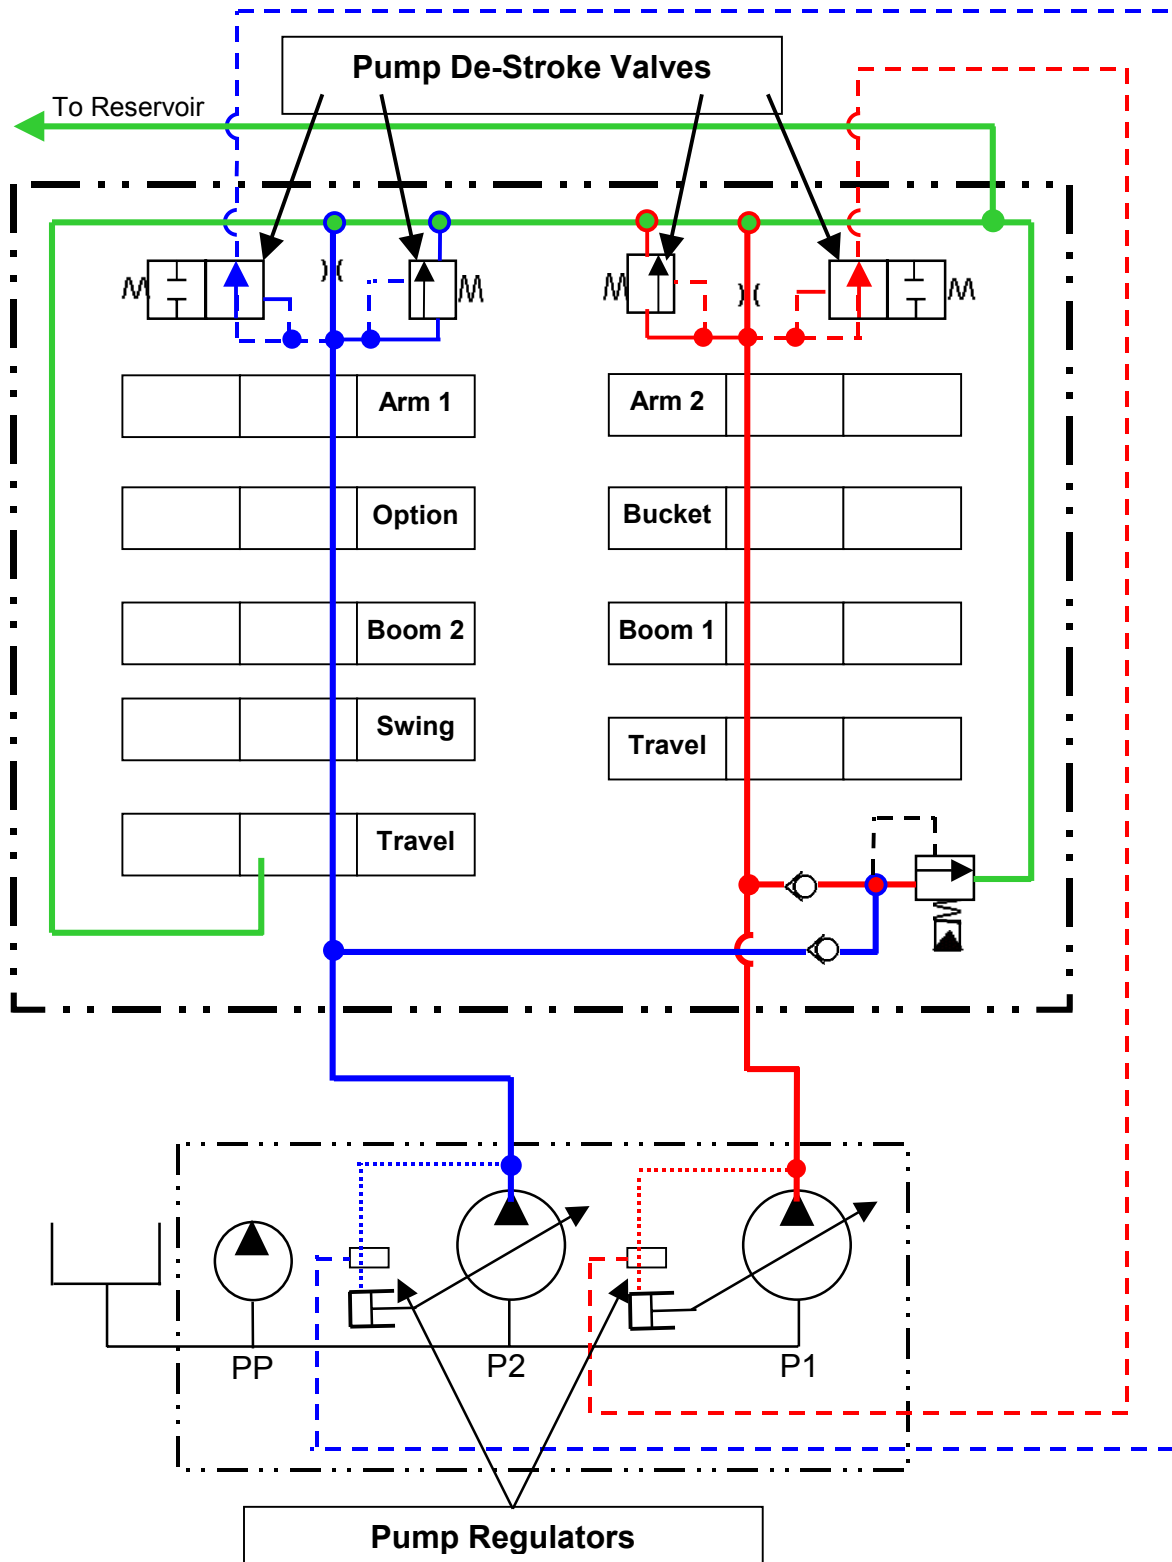 Pump De-Stroke Valves
To Reservoir
Arm 1
Arm 2
Option
Bucket
Boom 2
Boom 1
Swing
Travel
Travel
PP
P2
P1
Pump Regulators